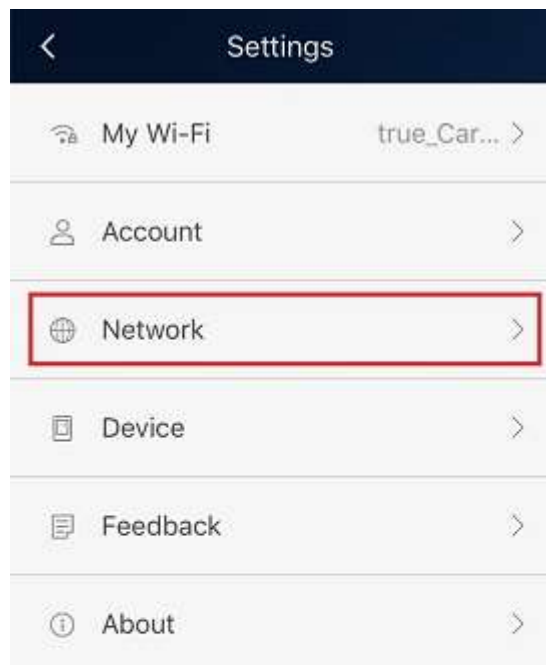 Settings
My Wi-Fi true_Car...
Account
Network
Device
Feedback
About